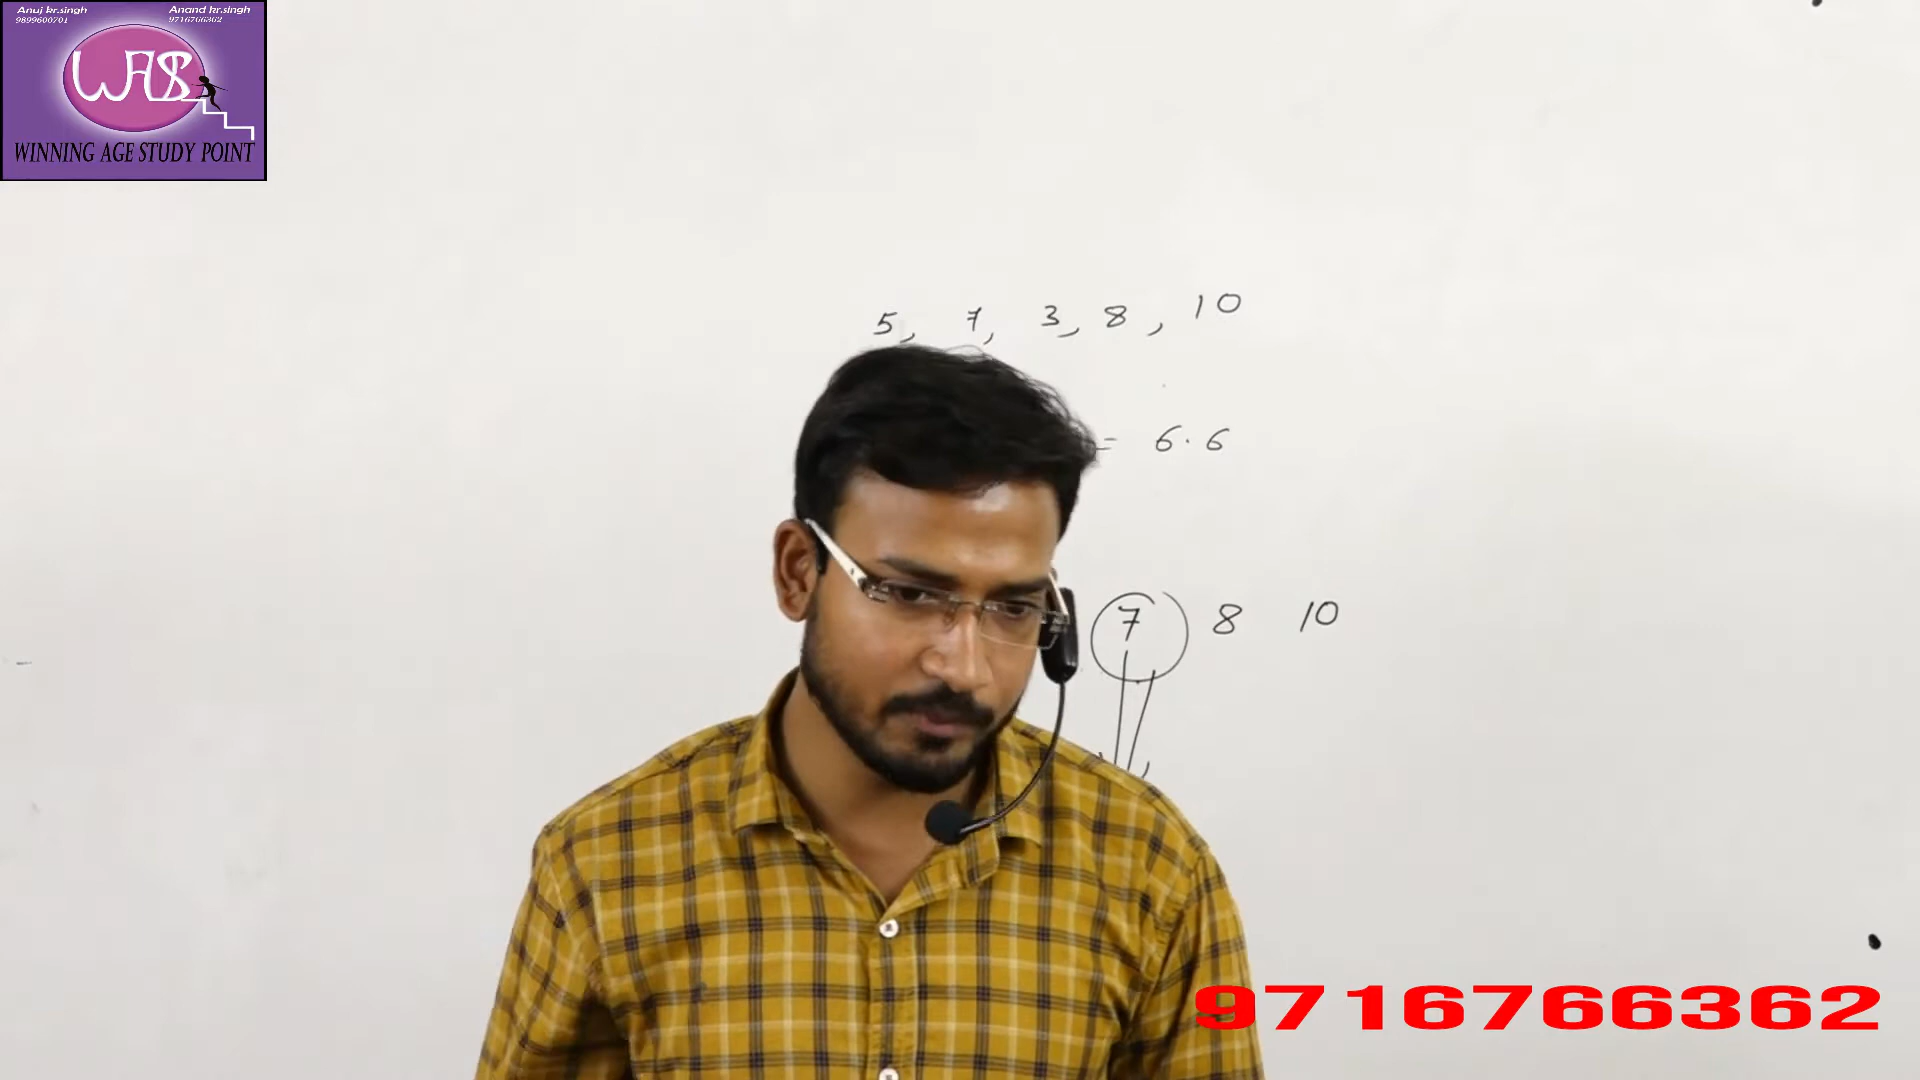 Anuj kr.singh Anand kr.singh
9899600701 9716766362
WAS
WINNING AGE STUDY POINT
5, 7, 3, 8, 10
= 6.6
7 8 10
9716766362